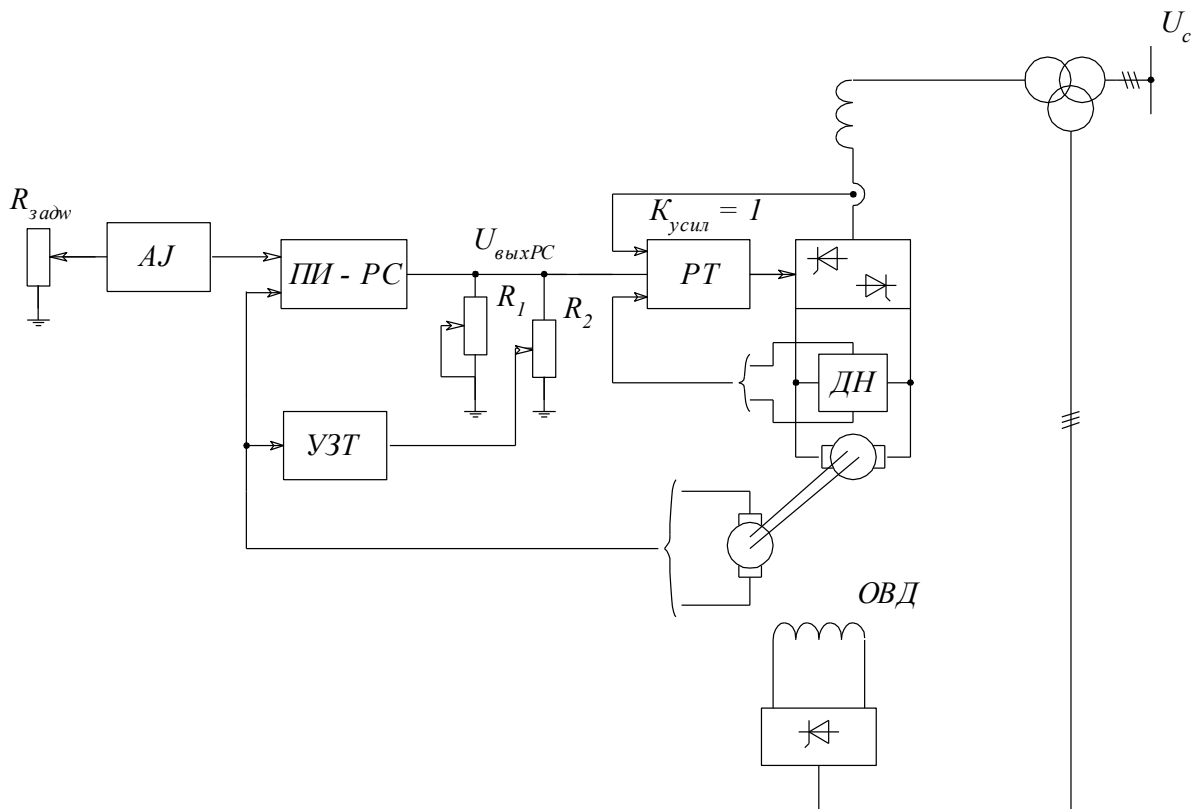 U_c
R_задw
AJ
ПИ - РС
U_выхРС
R_1
R_2
K_усил = 1
РТ
УЗТ
ДН
ОВД